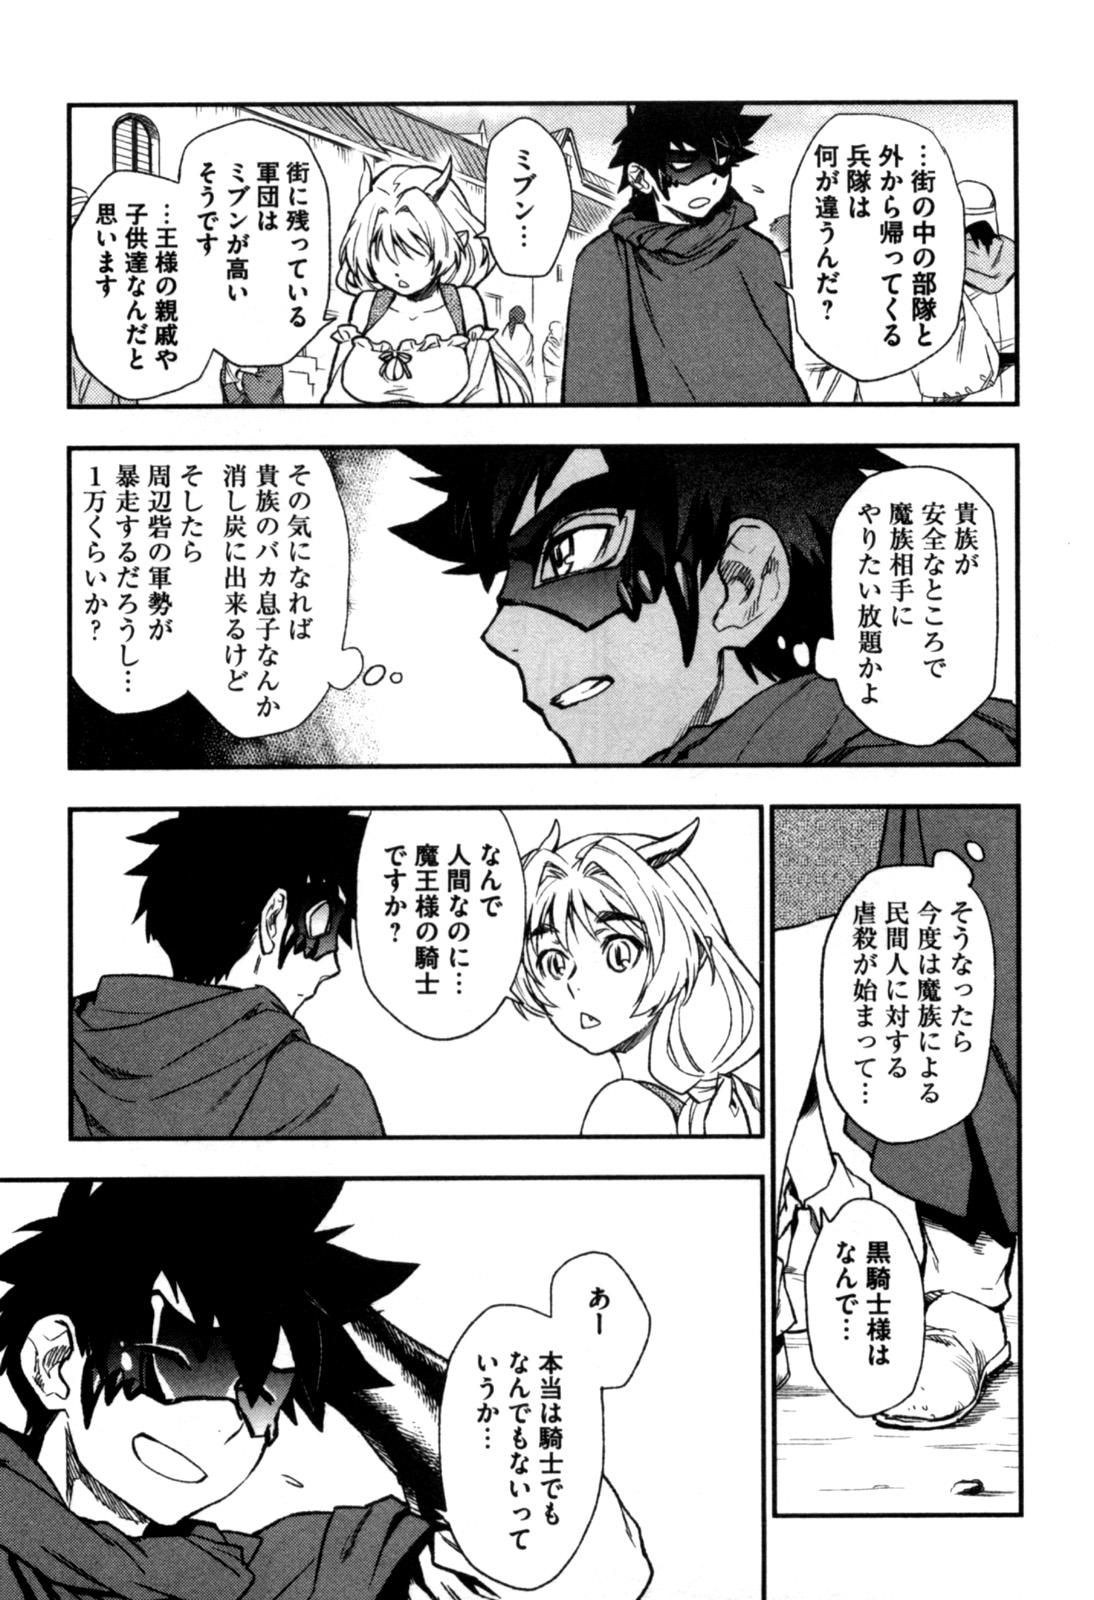 …街の中の部隊と
外から帰ってくる
兵隊は
何が違うんだ？
ミブン…
街に残っている
軍団は
ミブンが高い
そうです
…王様の親戚や
子供達なんだと
思います
貴族が
安全なところで
魔族相手に
やりたい放題かよ
その気になれば
貴族のバカ息子なんか
消し炭に出来るけど
そしたら
周辺砦の軍勢が
暴走するだろうし…
１万くらいか？
そうなったら
今度は魔族による
民間人に対する
虐殺が始まって…
黒騎士様は
なんで…
なんで
人間なのに…
魔王様の騎士
ですか？
あー
本当は騎士でも
なんでもないって
いうか…